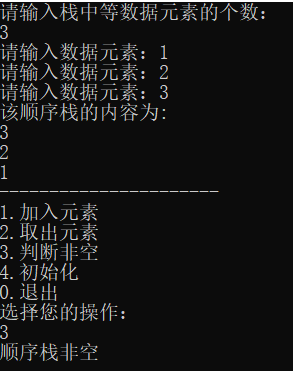 请输入栈中等数据元素的个数：
3
请输入数据元素：1
请输入数据元素：2
请输入数据元素：3
该顺序栈的内容为：
3
2
1
----------------------
1.加入元素
2.取出元素
3.判断非空
4.初始化
0.退出
选择您的操作：
3
顺序栈非空